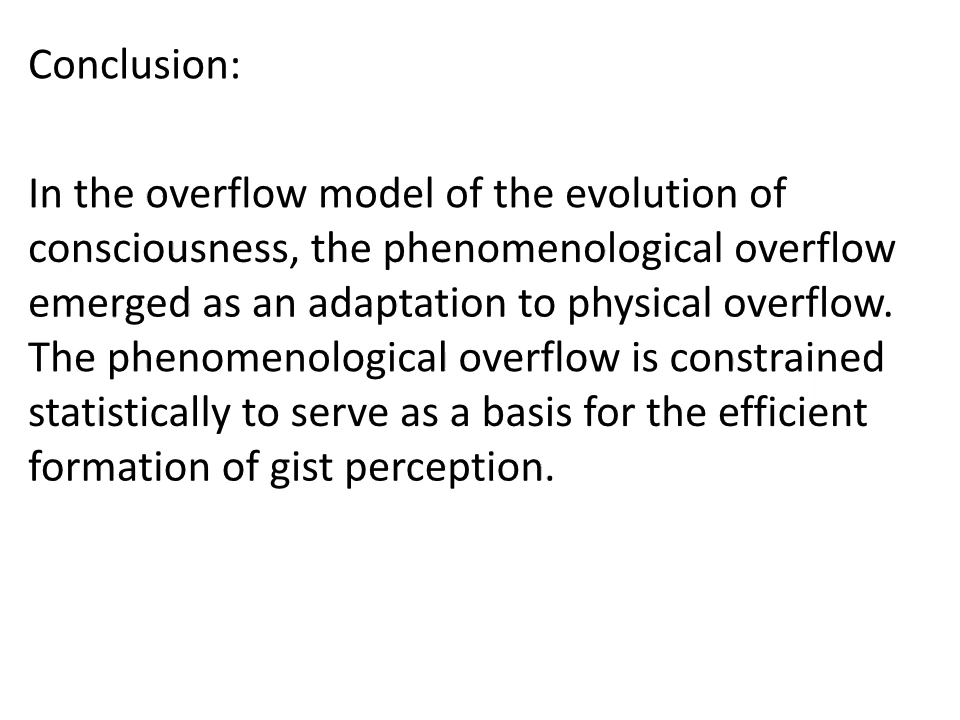 Conclusion:
In the overflow model of the evolution of
consciousness, the phenomenological overflow
emerged as an adaptation to physical overflow.
The phenomenological overflow is constrained
statistically to serve as a basis for the efficient
formation of gist perception.